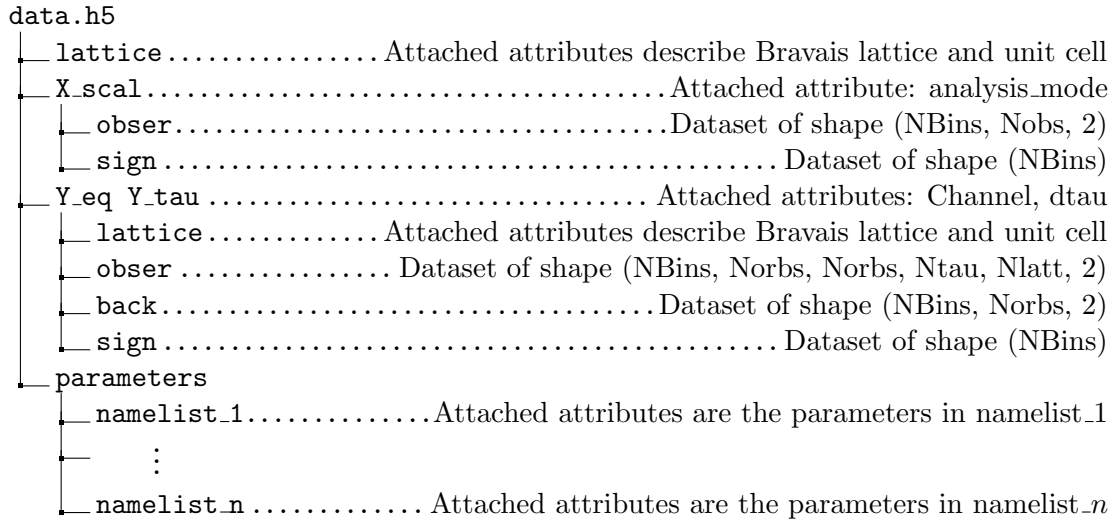 data.h5
lattice................Attached attributes describe Bravais lattice and unit cell
X_scal.......................................Attached attribute: analysis_mode
obser.....................................Dataset of shape (NBins, Nobs, 2)
sign..............................................Dataset of shape (NBins)
Y_eq Y_tau.................................Attached attributes: Channel, dtau
lattice..............Attached attributes describe Bravais lattice and unit cell
obser................Dataset of shape (NBins, Norbs, Norbs, Ntau, Nlatt, 2)
back.....................................Dataset of shape (NBins, Norbs, 2)
sign..............................................Dataset of shape (NBins)
parameters
namelist_1..............Attached attributes are the parameters in namelist_1
⋮
namelist_n.............Attached attributes are the parameters in namelist_n